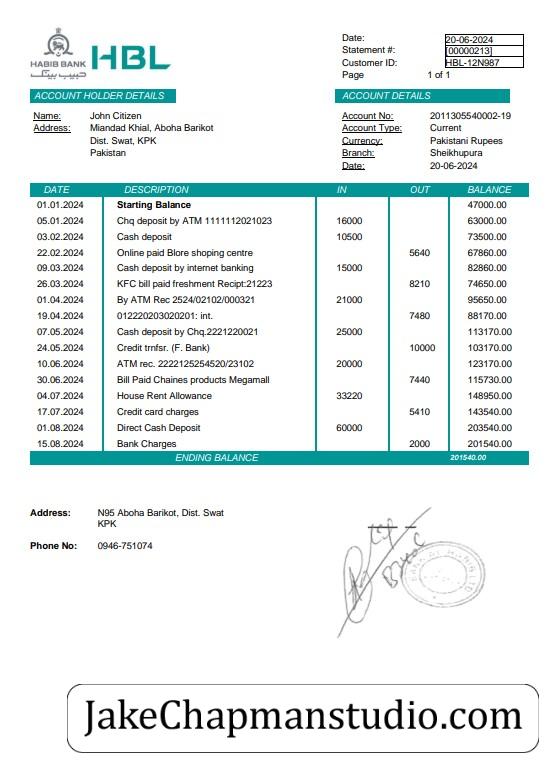 HABIB BANK HBL
حبیب بینک
Date: 20-06-2024
Statement #: [00000213]
Customer ID: HBL-12N987
Page 1 of 1
ACCOUNT HOLDER DETAILS
Name: John Citizen
Address: Miandad Khial, Aboha Barikot
Dist. Swat, KPK
Pakistan
ACCOUNT DETAILS
Account No: 2011305540002-19
Account Type: Current
Currency: Pakistani Rupees
Branch: Sheikhupura
Date: 20-06-2024
DATE DESCRIPTION IN OUT BALANCE
01.01.2024 Starting Balance 47000.00
05.01.2024 Chq deposit by ATM 1111112021023 16000 63000.00
03.02.2024 Cash deposit 10500 73500.00
22.02.2024 Online paid Blore shoping centre 5640 67860.00
09.03.2024 Cash deposit by internet banking 15000 82860.00
26.03.2024 KFC bill paid freshment Recipt:21223 8210 74650.00
01.04.2024 By ATM Rec 2524/02102/000321 21000 95650.00
19.04.2024 012220203020201: int. 7480 88170.00
07.05.2024 Cash deposit by Chq.2221220021 25000 113170.00
24.05.2024 Credit trnfsr. (F. Bank) 10000 103170.00
10.06.2024 ATM rec. 2222125254520/23102 20000 123170.00
30.06.2024 Bill Paid Chaines products Megamall 7440 115730.00
04.07.2024 House Rent Allowance 33220 148950.00
17.07.2024 Credit card charges 5410 143540.00
01.08.2024 Direct Cash Deposit 60000 203540.00
15.08.2024 Bank Charges 2000 201540.00
ENDING BALANCE 201540.00
Address: N95 Aboha Barikot, Dist. Swat
KPK
Phone No: 0946-751074
JakeChapmanstudio.com